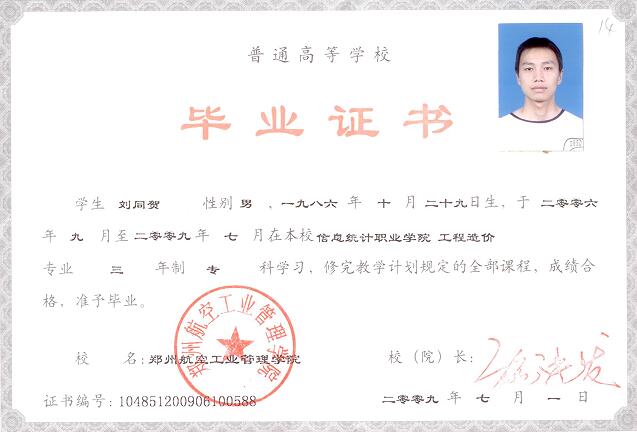 14
普通高等学校
毕业证书
学生 刘同贺 性别 男 、一九八六 年 十 月 二十九日生，于 二零零六
年 九 月至二零零九年 七 月在本校信息统计职业学院 工程造价
专业 三 年制 专 科学习，修完教学计划规定的全部课程，成绩合
格，准予毕业。
郑州航空工业管理学院
校 名：郑州航空工业管理学院 校（院）长：
证书编号：104851200906100588 二零零九 年 七 月 一 日